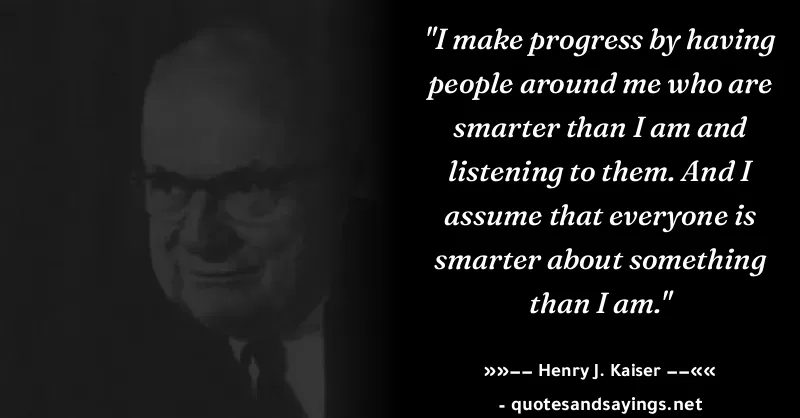 "I make progress by having
people around me who are
smarter than I am and
listening to them. And I
assume that everyone is
smarter about something
than I am."
»»-- Henry J. Kaiser --««
- quotesandsayings.net